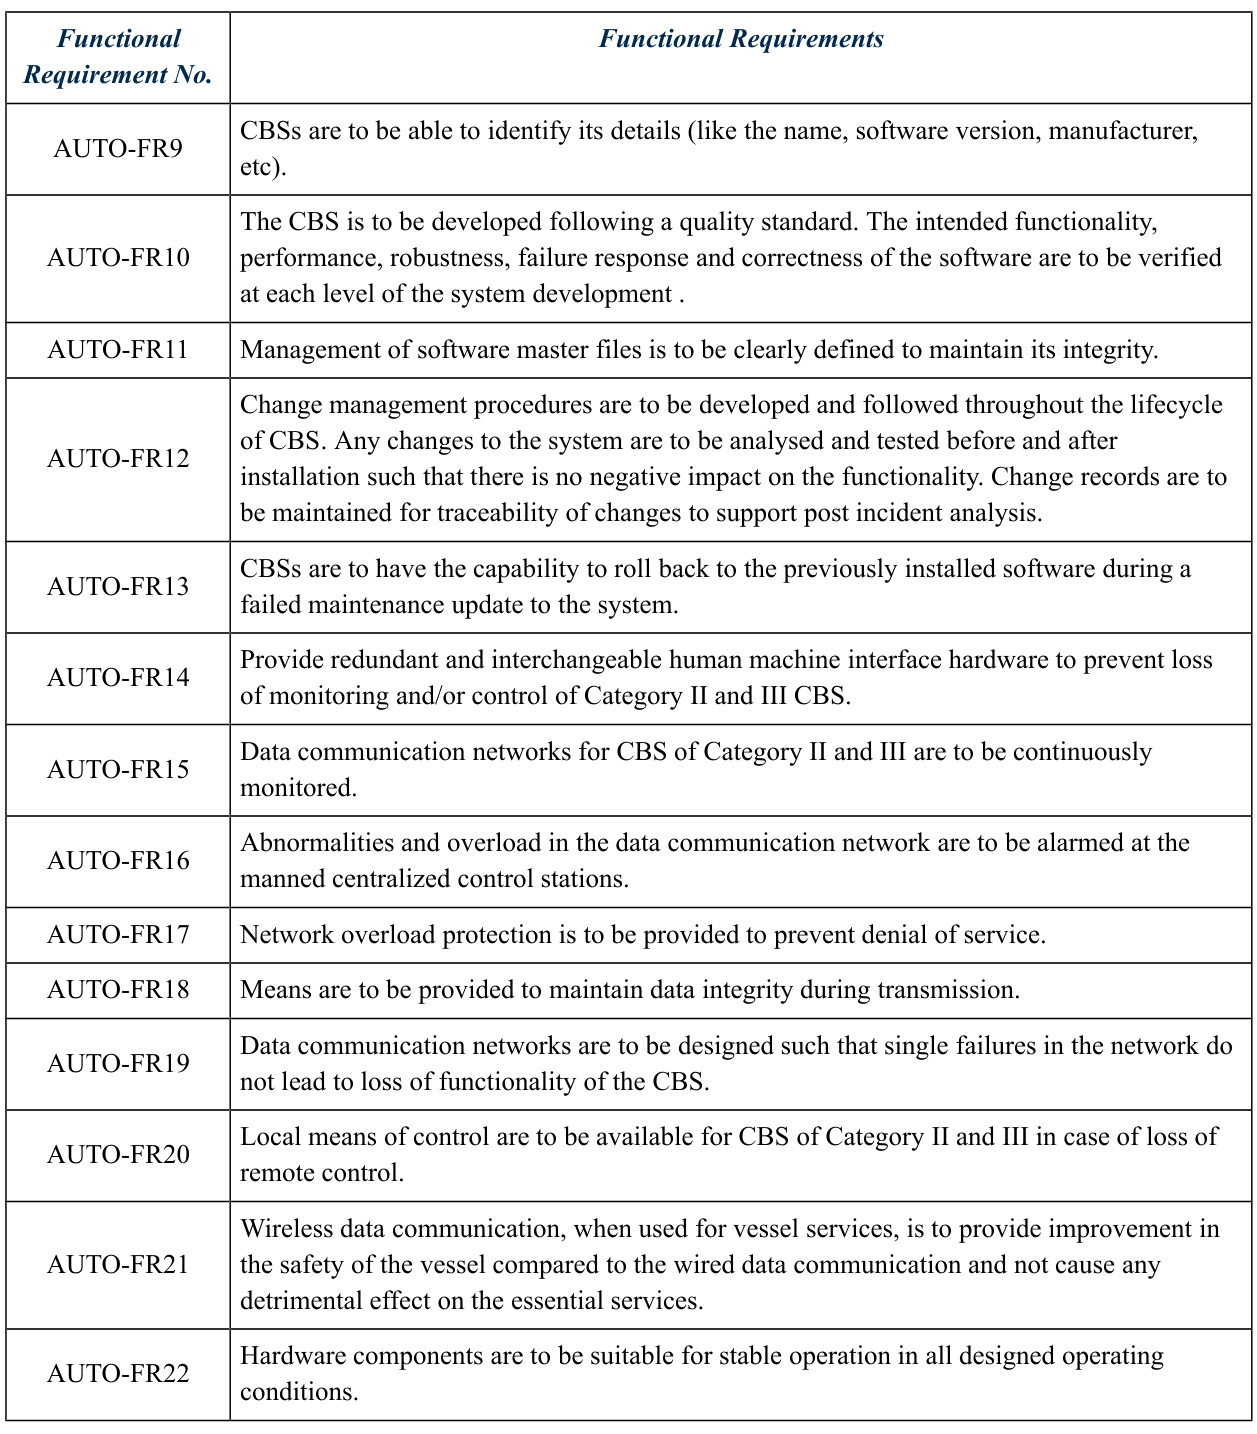 Functional
Requirement No.
Functional Requirements
AUTO-FR9
CBSs are to be able to identify its details (like the name, software version, manufacturer,
etc).
AUTO-FR10
The CBS is to be developed following a quality standard. The intended functionality,
performance, robustness, failure response and correctness of the software are to be verified
at each level of the system development .
AUTO-FR11
Management of software master files is to be clearly defined to maintain its integrity.
AUTO-FR12
Change management procedures are to be developed and followed throughout the lifecycle
of CBS. Any changes to the system are to be analysed and tested before and after
installation such that there is no negative impact on the functionality. Change records are to
be maintained for traceability of changes to support post incident analysis.
AUTO-FR13
CBSs are to have the capability to roll back to the previously installed software during a
failed maintenance update to the system.
AUTO-FR14
Provide redundant and interchangeable human machine interface hardware to prevent loss
of monitoring and/or control of Category II and III CBS.
AUTO-FR15
Data communication networks for CBS of Category II and III are to be continuously
monitored.
AUTO-FR16
Abnormalities and overload in the data communication network are to be alarmed at the
manned centralized control stations.
AUTO-FR17
Network overload protection is to be provided to prevent denial of service.
AUTO-FR18
Means are to be provided to maintain data integrity during transmission.
AUTO-FR19
Data communication networks are to be designed such that single failures in the network do
not lead to loss of functionality of the CBS.
AUTO-FR20
Local means of control are to be available for CBS of Category II and III in case of loss of
remote control.
AUTO-FR21
Wireless data communication, when used for vessel services, is to provide improvement in
the safety of the vessel compared to the wired data communication and not cause any
detrimental effect on the essential services.
AUTO-FR22
Hardware components are to be suitable for stable operation in all designed operating
conditions.